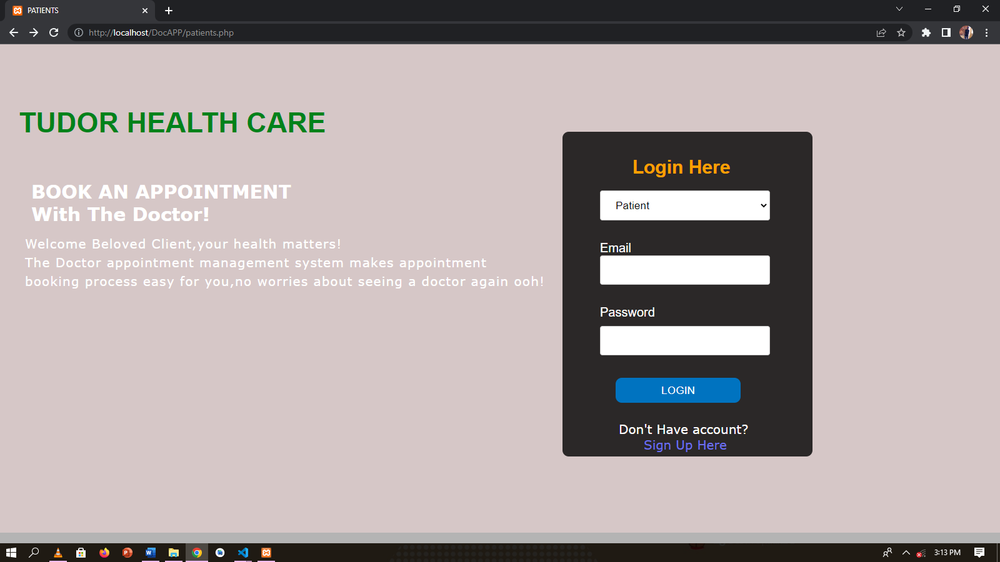 PATIENTS
http://localhost/DocAPP/patients.php
TUDOR HEALTH CARE
BOOK AN APPOINTMENT
With The Doctor!
Welcome Beloved Client,your health matters!
The Doctor appointment management system makes appointment
booking process easy for you,no worries about seeing a doctor again ooh!
Login Here
Patient
Email
Password
LOGIN
Don't Have account?
Sign Up Here
3:13 PM